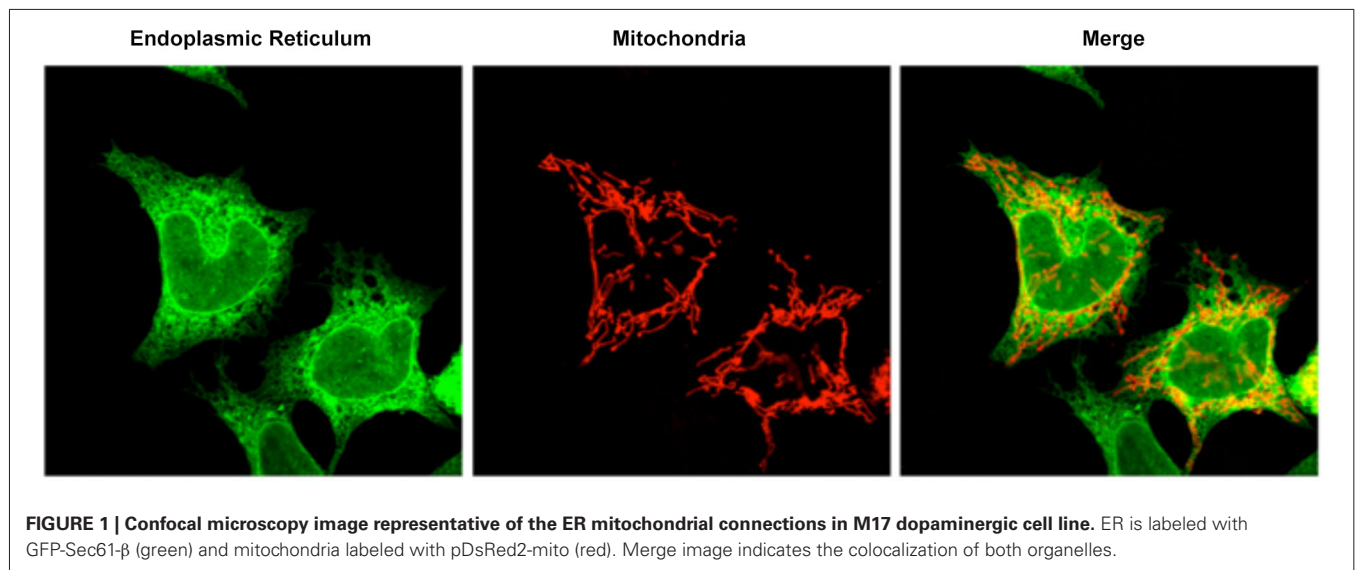 Endoplasmic Reticulum
Mitochondria
Merge
FIGURE 1 | Confocal microscopy image representative of the ER mitochondrial connections in M17 dopaminergic cell line. ER is labeled with
GFP-Sec61-β (green) and mitochondria labeled with pDsRed2-mito (red). Merge image indicates the colocalization of both organelles.